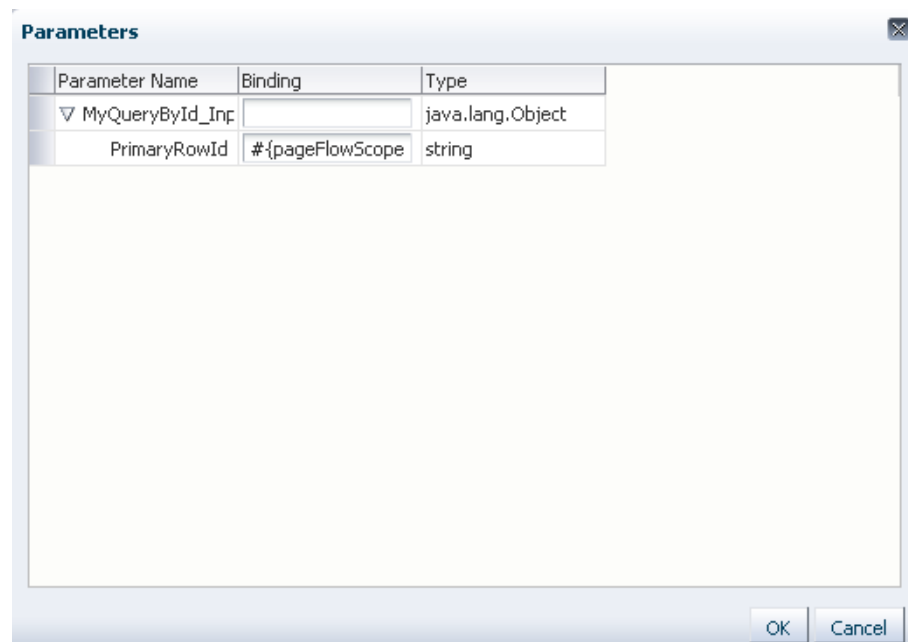 Parameters
Parameter Name Binding Type
MyQueryById_Inp java.lang.Object
PrimaryRowId #{pageFlowScope string
OK Cancel